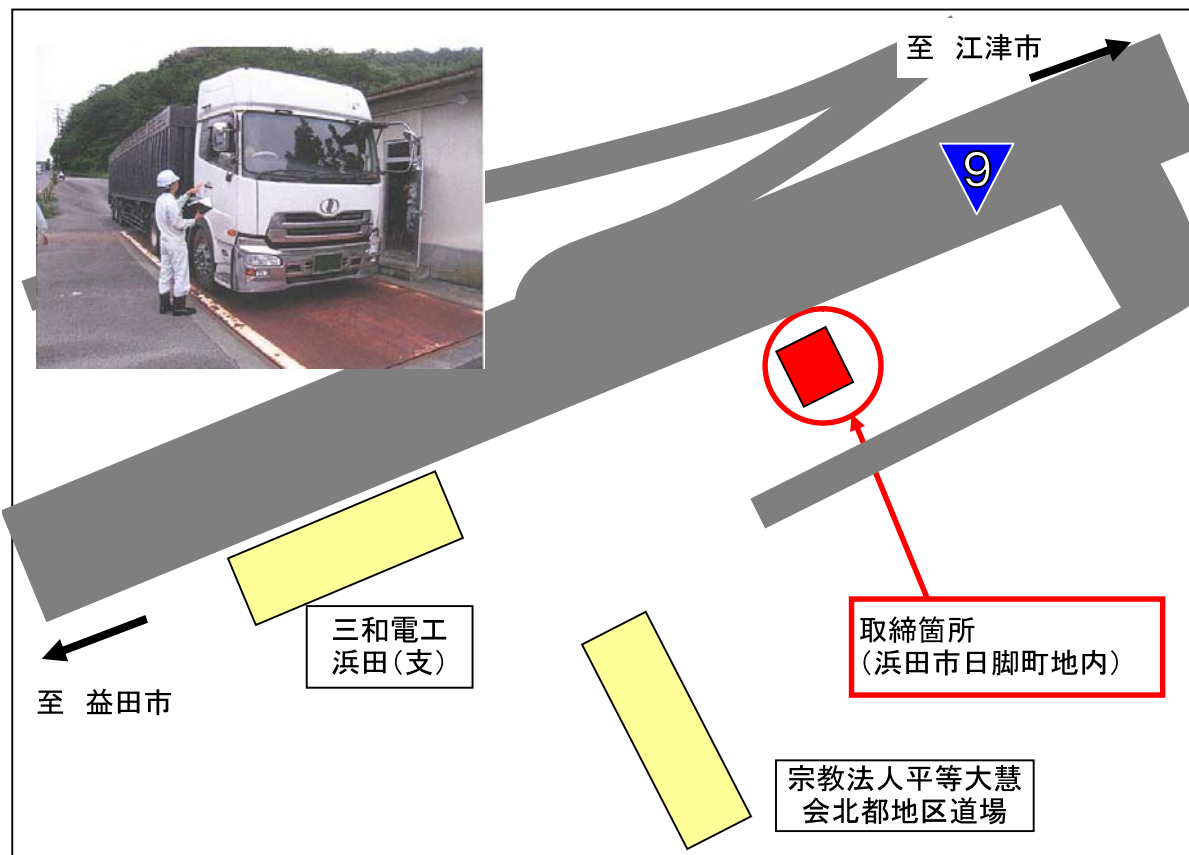 至 江津市
9
三和電工
浜田(支)
取締箇所
(浜田市日脚町地内)
至 益田市
宗教法人平等大慧
会北都地区道場